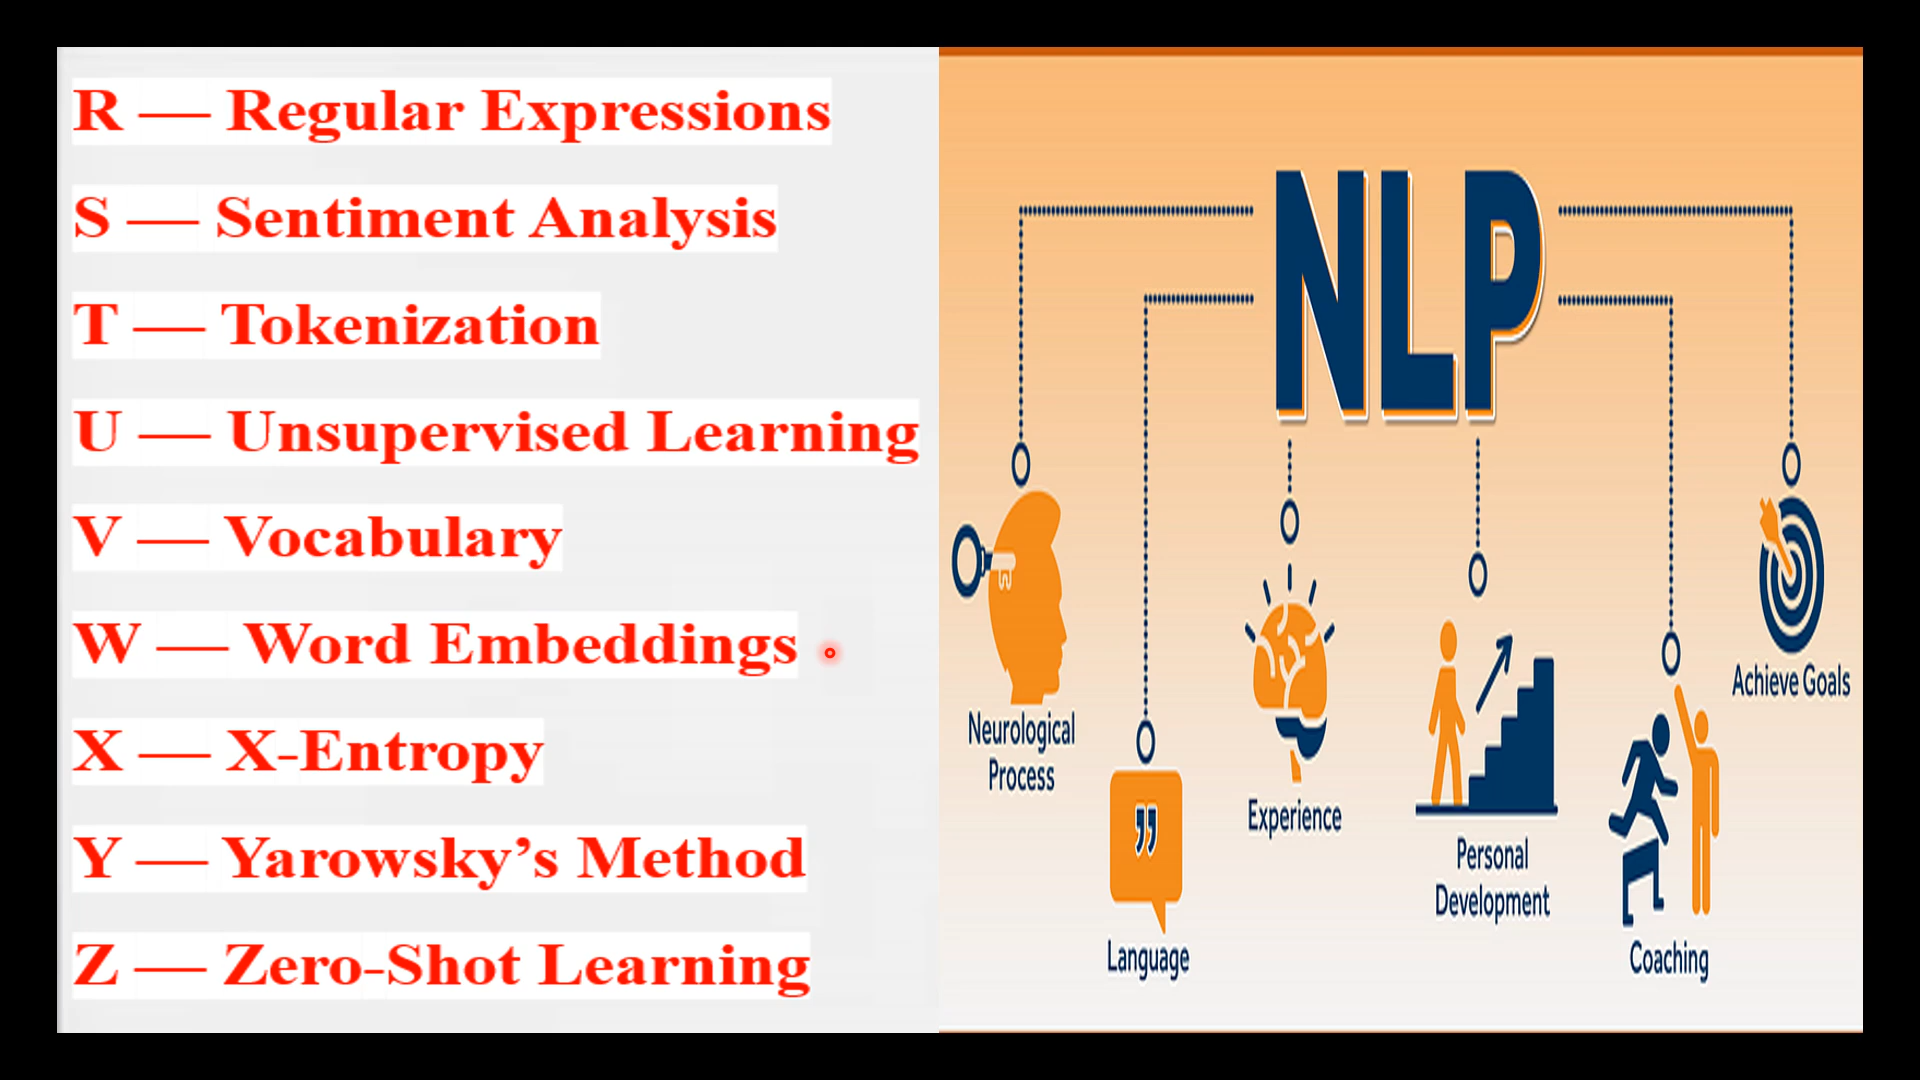 R — Regular Expressions
S — Sentiment Analysis
T — Tokenization
U — Unsupervised Learning
V — Vocabulary
W — Word Embeddings
X — X-Entropy
Y — Yarowsky’s Method
Z — Zero-Shot Learning
NLP
Neurological
Process
Language
Experience
Personal
Development
Coaching
Achieve Goals